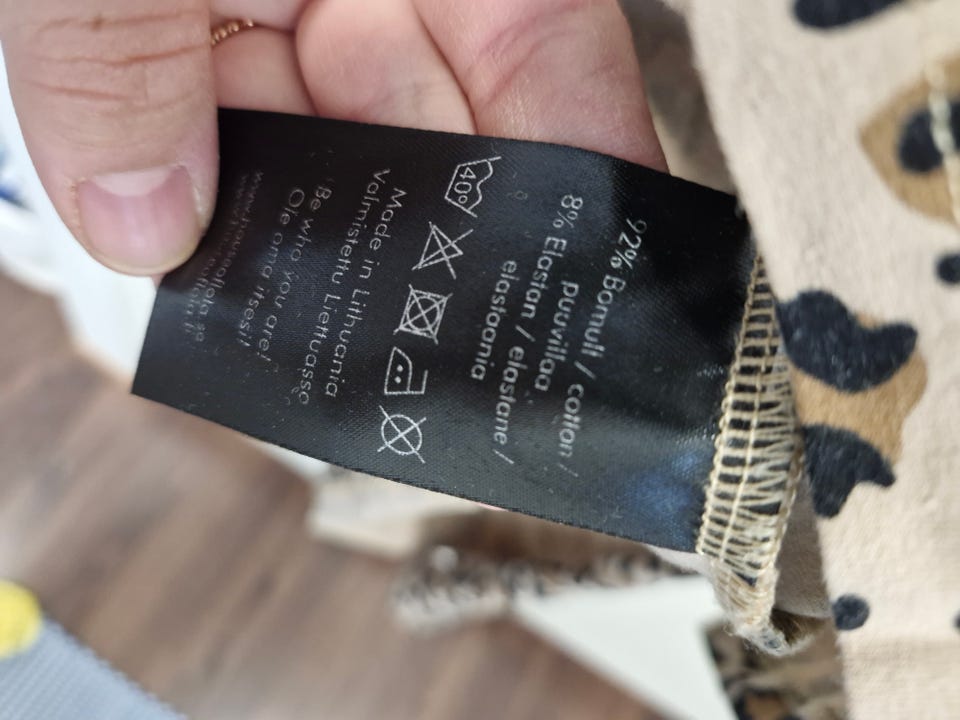 92% Bomull / cotton /
puuvillaa,
8% Elastan / elastane /
elastaania
40°
Made in Lithuania
Valmistettu Liettuassa
Be who you are!
Ole oma itsesi!